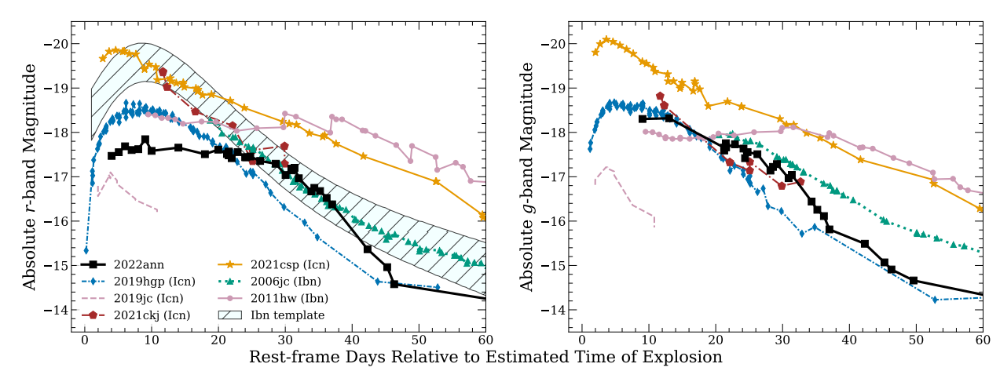 −20
−19
−18
−17
−16
−15
−14
Absolute r-band Magnitude
2022ann
2019hgp (Icn)
2019jc (Icn)
2021ckj (Icn)
2021csp (Icn)
2006jc (Ibn)
2011hw (Ibn)
Ibn template
0 10 20 30 40 50 60
−20
−19
−18
−17
−16
−15
−14
Absolute g-band Magnitude
0 10 20 30 40 50 60
Rest-frame Days Relative to Estimated Time of Explosion